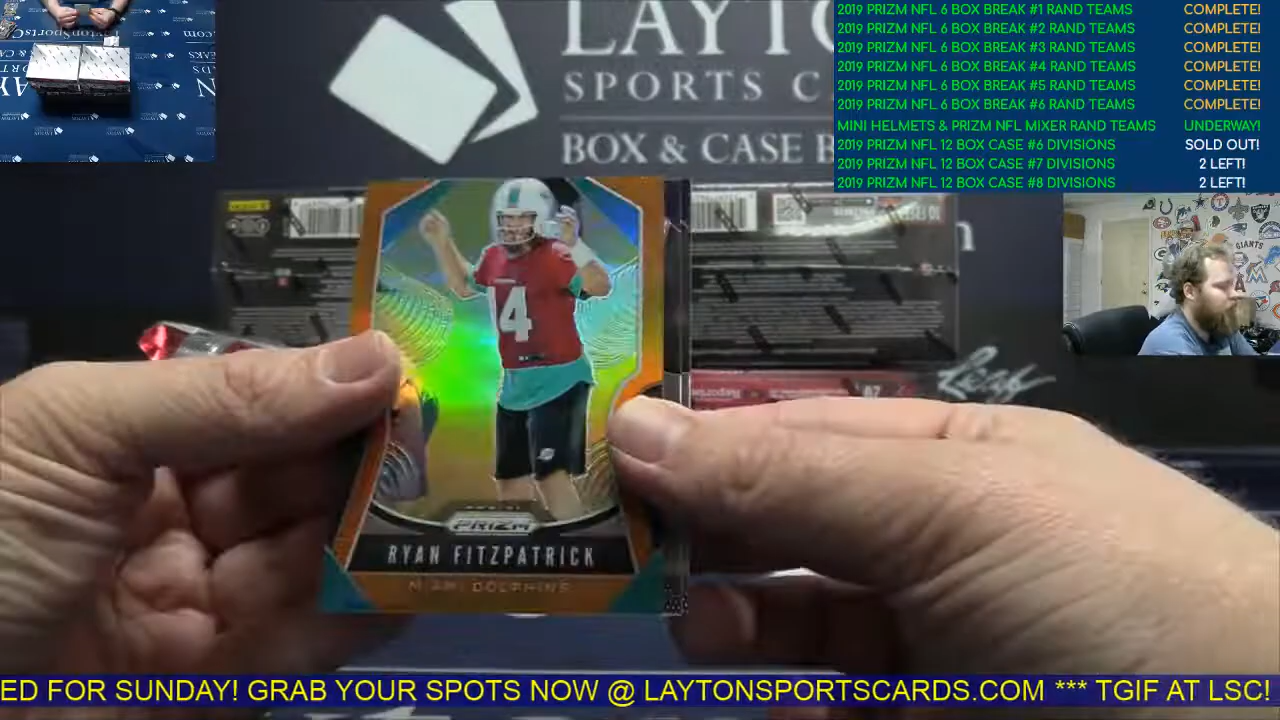 2019 PRIZM NFL 6 BOX BREAK #1 RAND TEAMS COMPLETE!
2019 PRIZM NFL 6 BOX BREAK #2 RAND TEAMS COMPLETE!
2019 PRIZM NFL 6 BOX BREAK #3 RAND TEAMS COMPLETE!
2019 PRIZM NFL 6 BOX BREAK #4 RAND TEAMS COMPLETE!
2019 PRIZM NFL 6 BOX BREAK #5 RAND TEAMS COMPLETE!
2019 PRIZM NFL 6 BOX BREAK #6 RAND TEAMS COMPLETE!
MINI HELMETS & PRIZM NFL MIXER RAND TEAMS UNDERWAY!
2019 PRIZM NFL 12 BOX CASE #6 DIVISIONS SOLD OUT!
2019 PRIZM NFL 12 BOX CASE #7 DIVISIONS 2 LEFT!
2019 PRIZM NFL 12 BOX CASE #8 DIVISIONS 2 LEFT!
LAYTO
SPORTS C
BOX & CASE B
GIANTS
Leaf
14
PRIZM
RYAN FITZPATRICK
MIAMI DOLPHINS
ED FOR SUNDAY! GRAB YOUR SPOTS NOW @ LAYTONSPORTSCARDS.COM *** TGIF AT LSC!